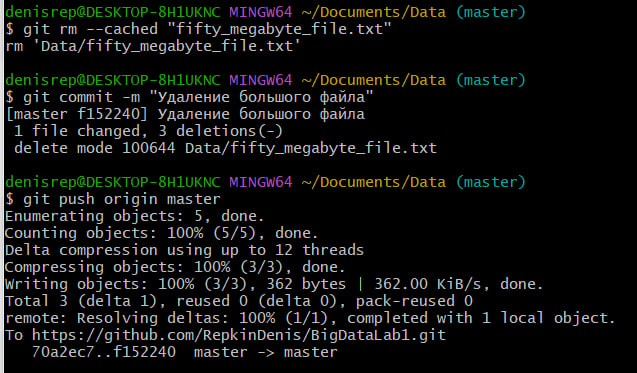 denisrep@DESKTOP-8H1UKNC MINGW64 ~/Documents/Data (master)
$ git rm --cached "fifty_megabyte_file.txt"
rm 'Data/fifty_megabyte_file.txt'
denisrep@DESKTOP-8H1UKNC MINGW64 ~/Documents/Data (master)
$ git commit -m "Удаление большого файла"
[master f152240] Удаление большого файла
1 file changed, 3 deletions(-)
delete mode 100644 Data/fifty_megabyte_file.txt
denisrep@DESKTOP-8H1UKNC MINGW64 ~/Documents/Data (master)
$ git push origin master
Enumerating objects: 5, done.
Counting objects: 100% (5/5), done.
Delta compression using up to 12 threads
Compressing objects: 100% (3/3), done.
Writing objects: 100% (3/3), 362 bytes | 362.00 KiB/s, done.
Total 3 (delta 1), reused 0 (delta 0), pack-reused 0
remote: Resolving deltas: 100% (1/1), completed with 1 local object.
To https://github.com/RepkinDenis/BigDataLab1.git
70a2ec7..f152240  master -> master